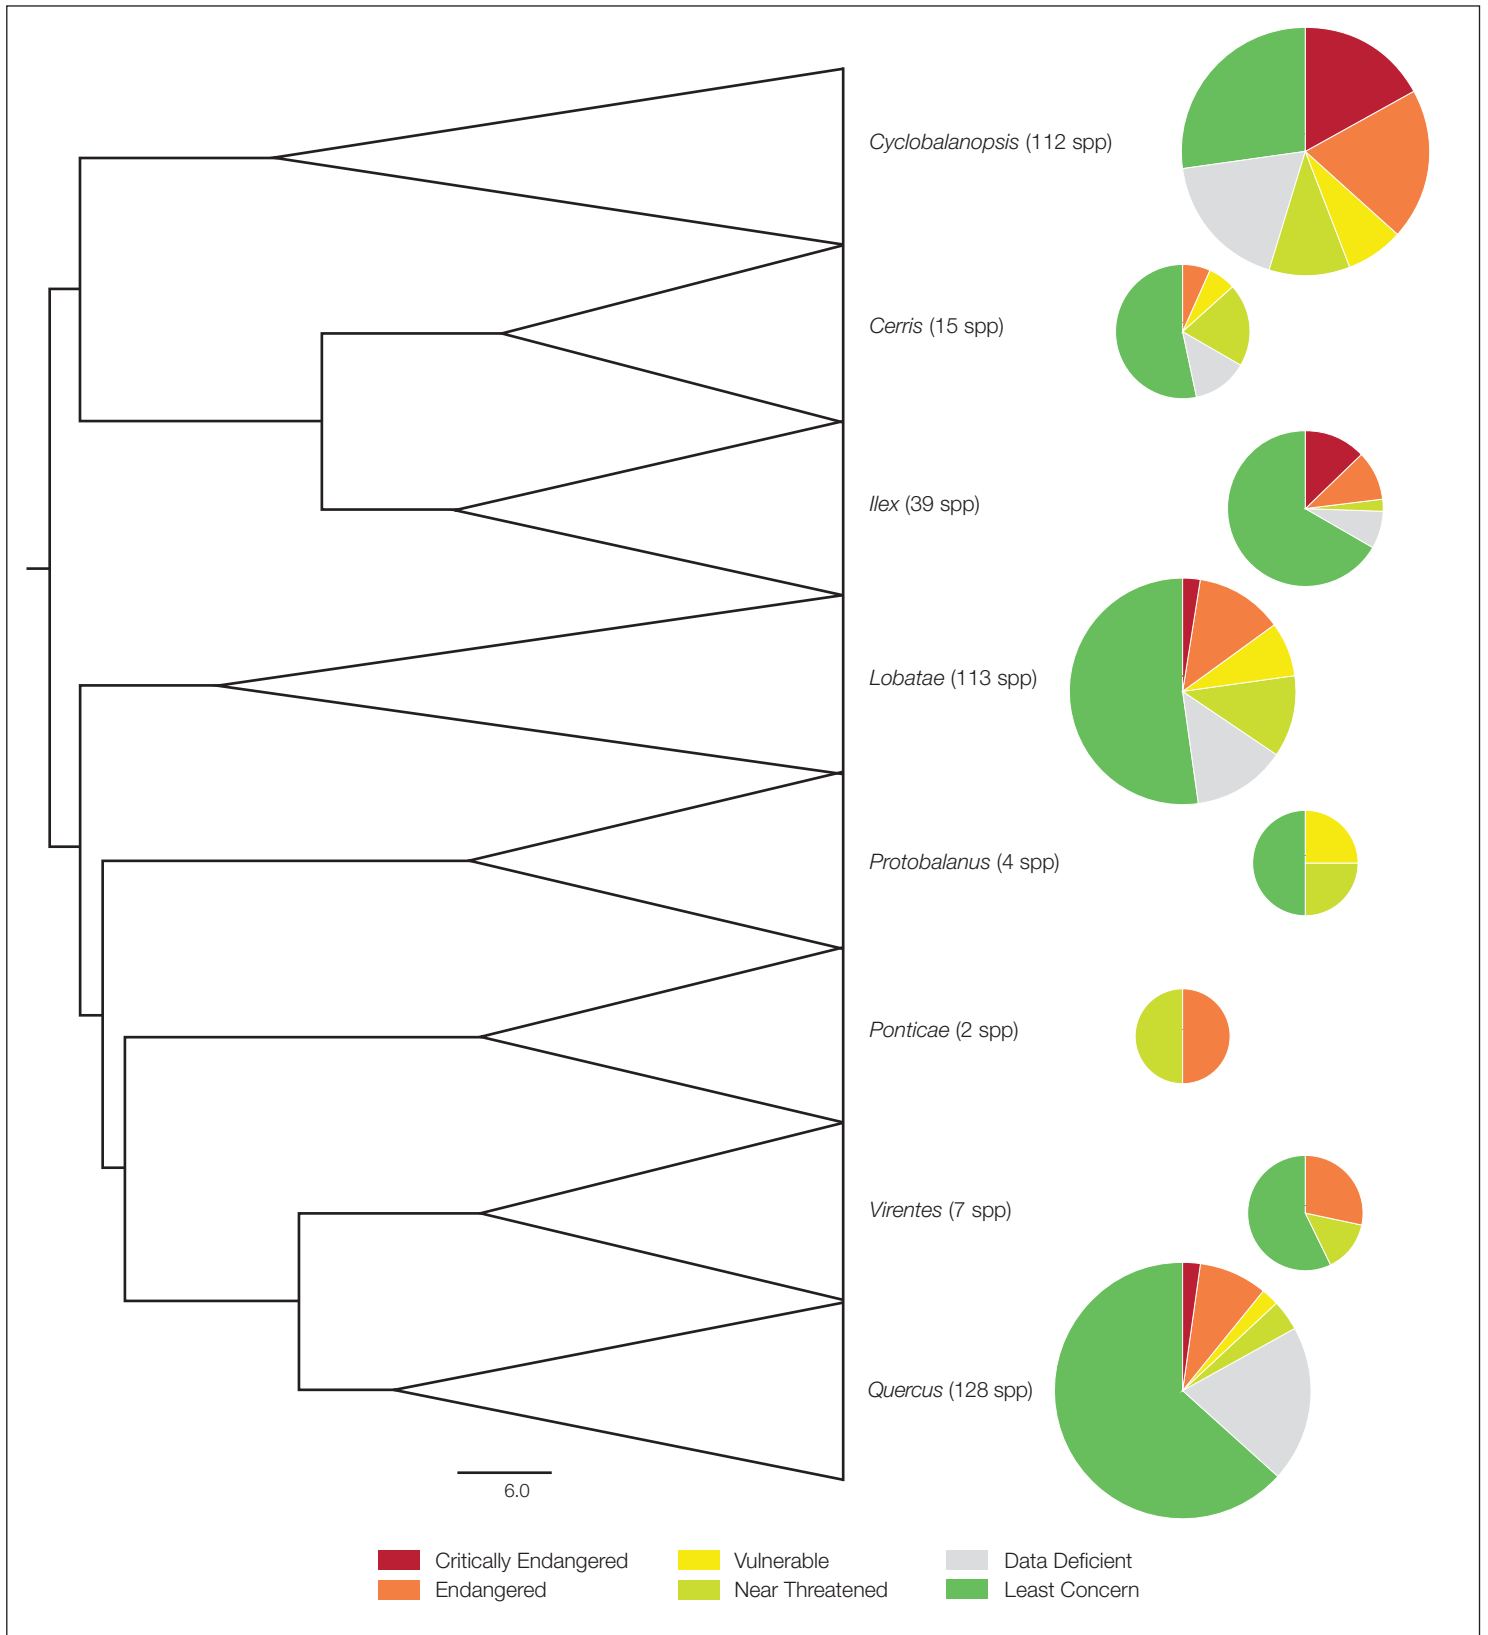 Cyclobalanopsis (112 spp)
Cerris (15 spp)
Ilex (39 spp)
Lobatae (113 spp)
Protobalanus (4 spp)
Ponticae (2 spp)
Virentes (7 spp)
Quercus (128 spp)
6.0
Critically Endangered
Endangered
Vulnerable
Near Threatened
Data Deficient
Least Concern